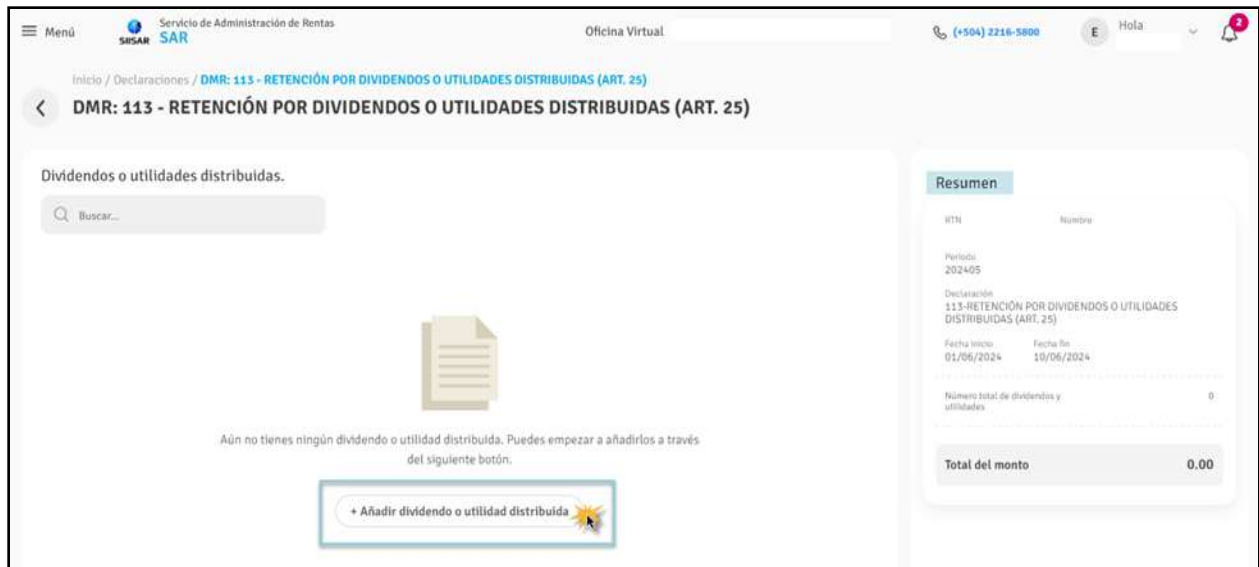 Menú
SIISAR
Servicio de Administración de Rentas
SAR
Oficina Virtual
(+504) 2216-5800
E
Hola
2
Inicio / Declaraciones / DMR: 113 - RETENCIÓN POR DIVIDENDOS O UTILIDADES DISTRIBUIDAS (ART. 25)
DMR: 113 - RETENCIÓN POR DIVIDENDOS O UTILIDADES DISTRIBUIDAS (ART. 25)
Dividendos o utilidades distribuidas.
Buscar...
Aún no tienes ningún dividendo o utilidad distribuida. Puedes empezar a añadirlos a través
del siguiente botón.
+ Añadir dividendo o utilidad distribuida
Resumen
RTN Nombre
Periodo
202405
Declaración
113-RETENCIÓN POR DIVIDENDOS O UTILIDADES
DISTRIBUIDAS (ART. 25)
Fecha inicio Fecha fin
01/06/2024 10/06/2024
Número total de dividendos y 0
utilidades
Total del monto 0.00